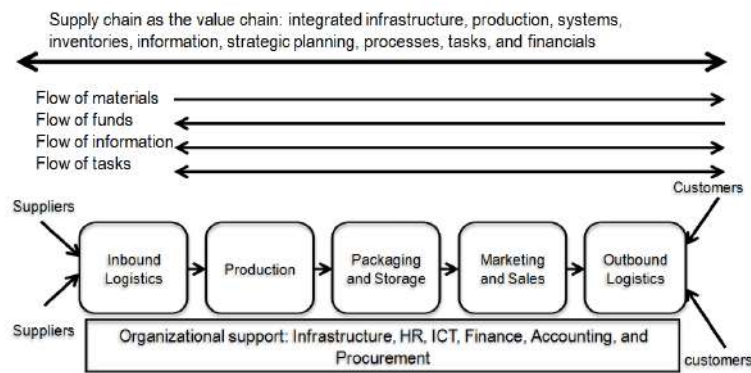 Supply chain as the value chain: integrated infrastructure, production, systems,
inventories, information, strategic planning, processes, tasks, and financials
Flow of materials
Flow of funds
Flow of information
Flow of tasks
Customers
Suppliers
Inbound
Logistics
Production
Packaging
and Storage
Marketing
and Sales
Outbound
Logistics
Suppliers
Organizational support: Infrastructure, HR, ICT, Finance, Accounting, and
Procurement
customers